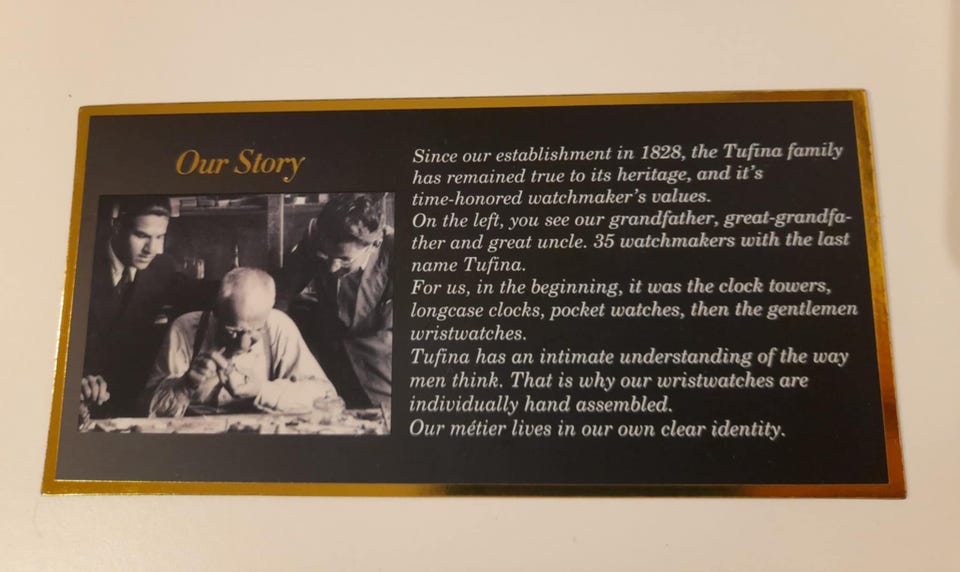 Our Story
Since our establishment in 1828, the Tufina family
has remained true to its heritage, and it's
time-honored watchmaker's values.
On the left, you see our grandfather, great-grandfa-
ther and great uncle. 35 watchmakers with the last
name Tufina.
For us, in the beginning, it was the clock towers,
longcase clocks, pocket watches, then the gentlemen
wristwatches.
Tufina has an intimate understanding of the way
men think. That is why our wristwatches are
individually hand assembled.
Our métier lives in our own clear identity.